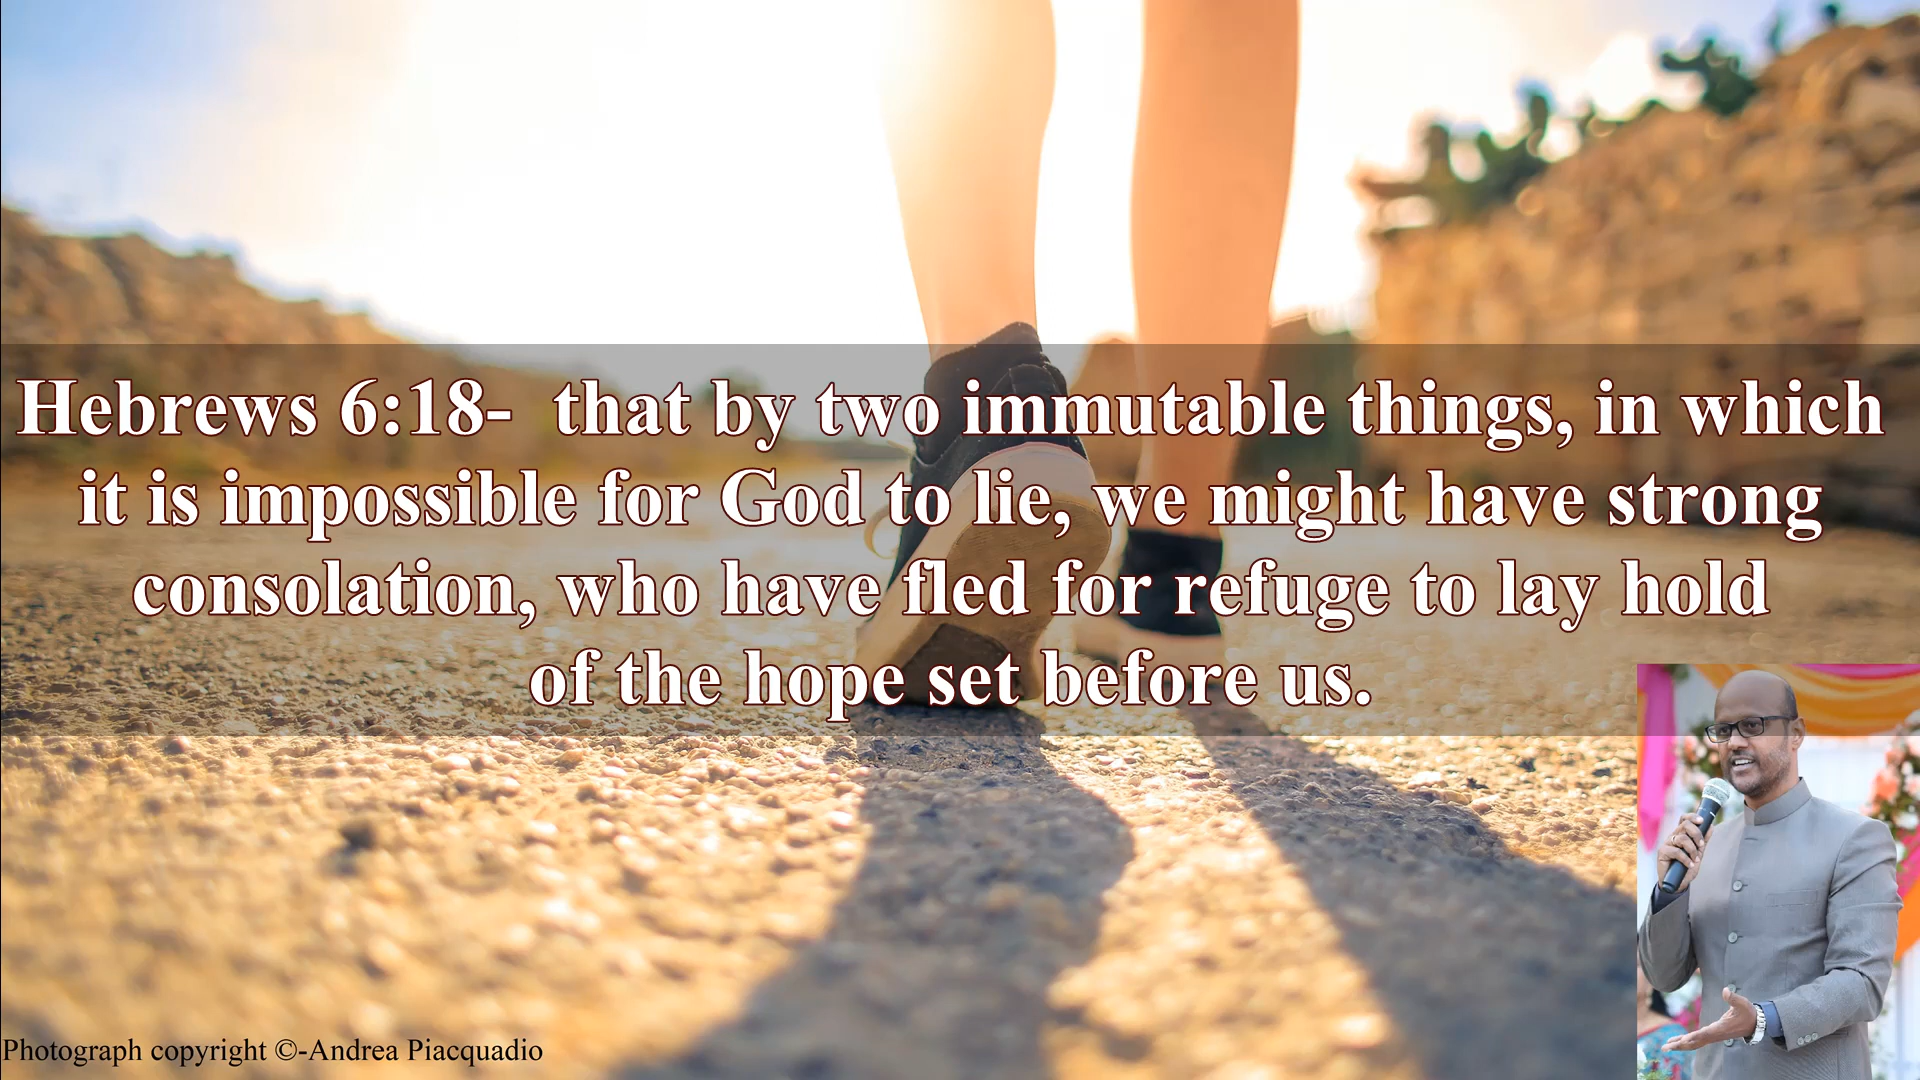 Hebrews 6:18-  that by two immutable things, in which
it is impossible for God to lie, we might have strong
consolation, who have fled for refuge to lay hold
of the hope set before us.
Photograph copyright ©-Andrea Piacquadio